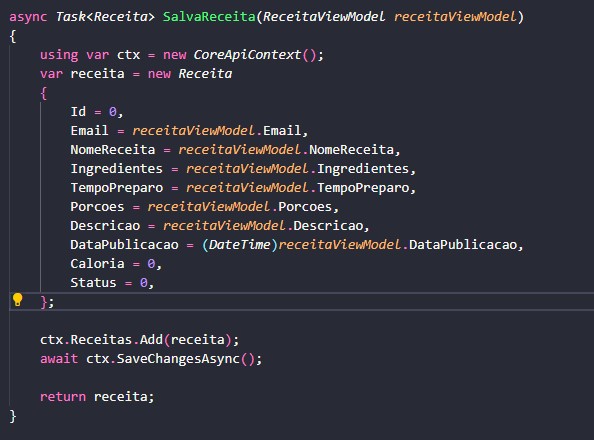 async Task<Receita> SalvaReceita(ReceitaViewModel receitaViewModel)
{
    using var ctx = new CoreApiContext();
    var receita = new Receita
    {
        Id = 0,
        Email = receitaViewModel.Email,
        NomeReceita = receitaViewModel.NomeReceita,
        Ingredientes = receitaViewModel.Ingredientes,
        TempoPreparo = receitaViewModel.TempoPreparo,
        Porcoes = receitaViewModel.Porcoes,
        Descricao = receitaViewModel.Descricao,
        DataPublicacao = (DateTime)receitaViewModel.DataPublicacao,
        Caloria = 0,
        Status = 0,
    };
    ctx.Receitas.Add(receita);
    await ctx.SaveChangesAsync();
    return receita;
}